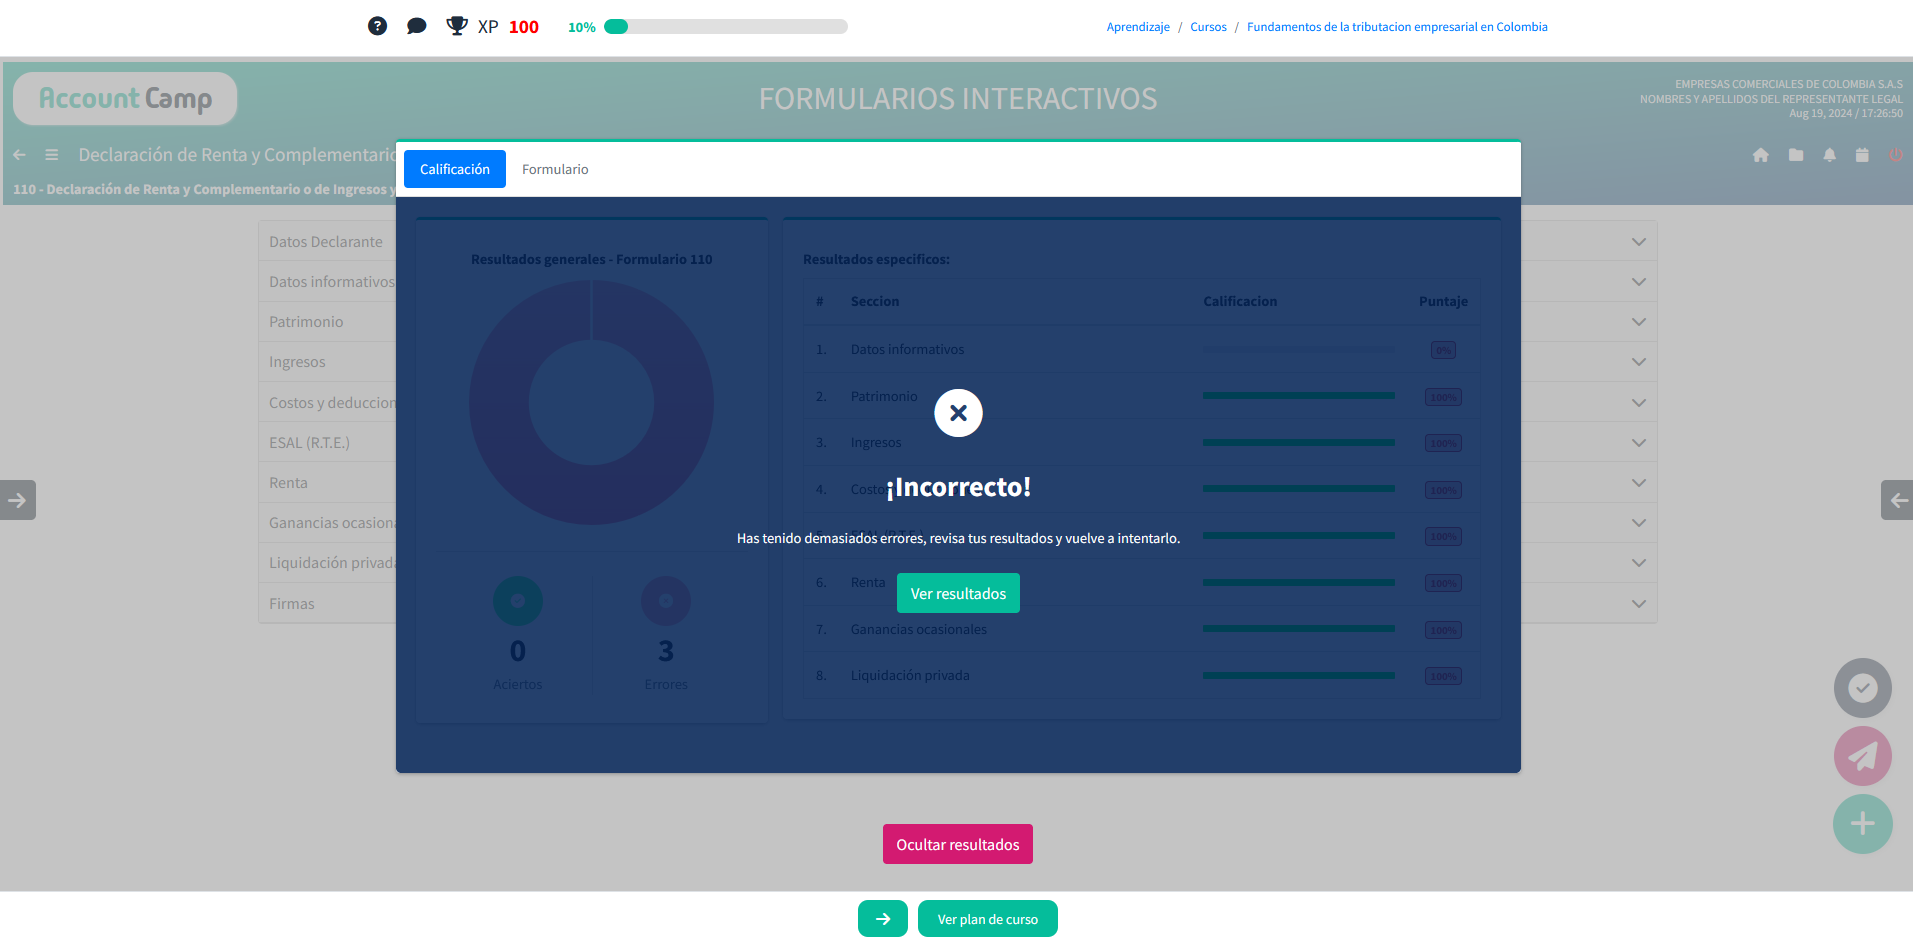 XP 100 10%
Aprendizaje / Cursos / Fundamentos de la tributacion empresarial en Colombia
Account Camp
FORMULARIOS INTERACTIVOS
EMPRESAS COMERCIALES DE COLOMBIA S.A.S
NOMBRES Y APELLIDOS DEL REPRESENTANTE LEGAL
Aug 19, 2024 / 17:26:50
Declaración de Renta y Complementario
110 - Declaración de Renta y Complementario o de Ingresos y
Calificación Formulario
Datos Declarante
Datos informativos
Patrimonio
Ingresos
Costos y deduccion
ESAL (R.T.E.)
Renta
Ganancias ocasion
Liquidación privad
Firmas
Resultados generales - Formulario 110
0
Aciertos
3
Errores
Resultados especificos:
# Seccion Calificacion Puntaje
1. Datos informativos 0%
2. Patrimonio 100%
3. Ingresos 100%
4. Costos 100%
5. ESAL (R.T.E.) 100%
6. Renta 100%
7. Ganancias ocasionales 100%
8. Liquidación privada 100%
¡Incorrecto!
Has tenido demasiados errores, revisa tus resultados y vuelve a intentarlo.
Ver resultados
Ocultar resultados
Ver plan de curso